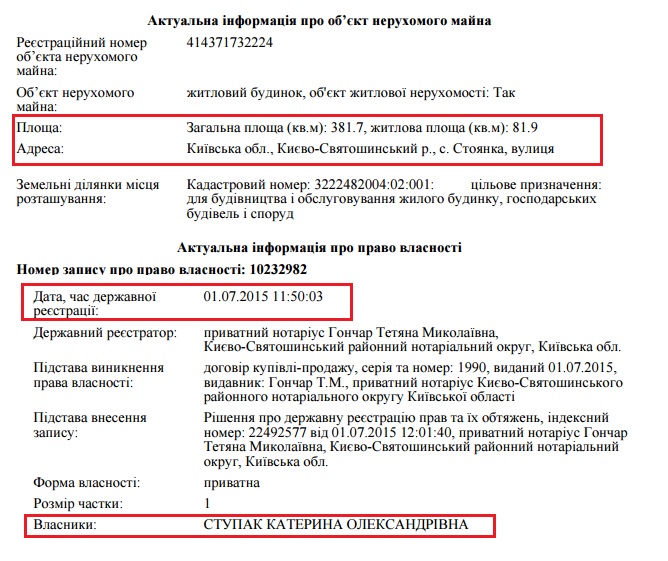 Актуальна інформація про об’єкт нерухомого майна
Реєстраційний номер 414371732224
об’єкта нерухомого
майна:
Об’єкт нерухомого житловий будинок, об'єкт житлової нерухомості: Так
майна:
Площа: Загальна площа (кв.м): 381.7, житлова площа (кв.м): 81.9
Адреса: Київська обл., Києво-Святошинський р., с. Стоянка, вулиця
Земельні ділянки місця Кадастровий номер: 3222482004:02:001: цільове призначення:
розташування: для будівництва і обслуговування жилого будинку, господарських
будівель і споруд
Актуальна інформація про право власності
Номер запису про право власності: 10232982
Дата, час державної 01.07.2015 11:50:03
реєстрації:
Державний реєстратор: приватний нотаріус Гончар Тетяна Миколаївна,
Києво-Святошинський районний нотаріальний округ, Київська обл.
Підстава виникнення договір купівлі-продажу, серія та номер: 1990, виданий 01.07.2015,
права власності: видавник: Гончар Т.М., приватний нотаріус Києво-Святошинського
районного нотаріального округу Київської області
Підстава внесення Рішення про державну реєстрацію прав та їх обтяжень, індексний
запису: номер: 22492577 від 01.07.2015 12:01:40, приватний нотаріус Гончар
Тетяна Миколаївна, Києво-Святошинський районний нотаріальний
округ, Київська обл.
Форма власності: приватна
Розмір частки: 1
Власники: СТУПАК КАТЕРИНА ОЛЕКСАНДРІВНА